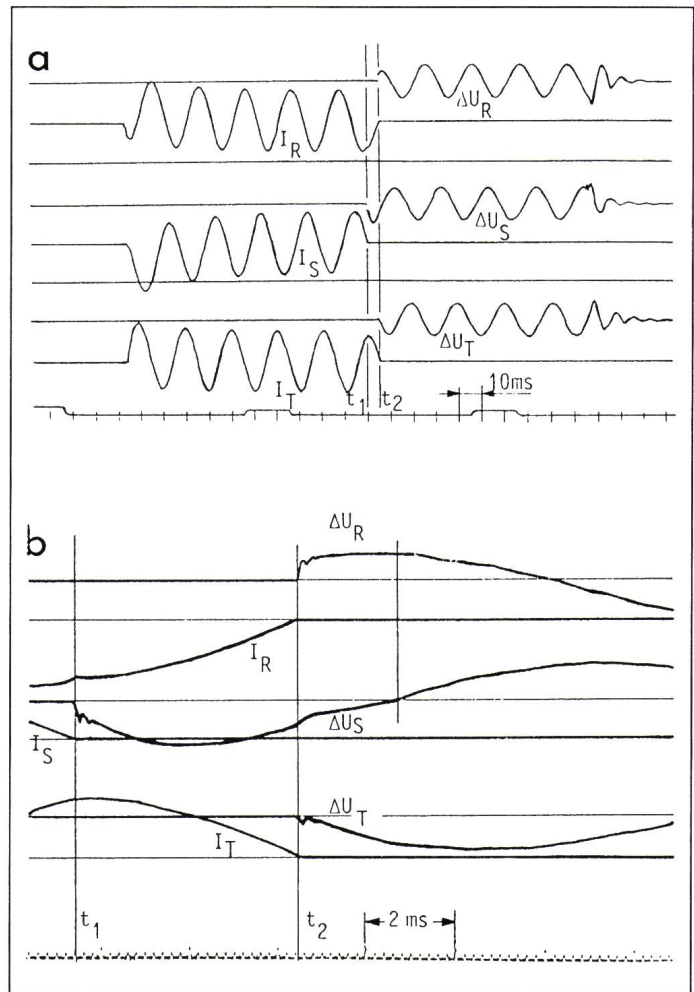 a
ΔU_R
I_R
ΔU_S
I_S
ΔU_T
I_T
t_1
t_2
10ms
b
ΔU_R
I_R
ΔU_S
I_S
ΔU_T
I_T
t_1
t_2
2 ms